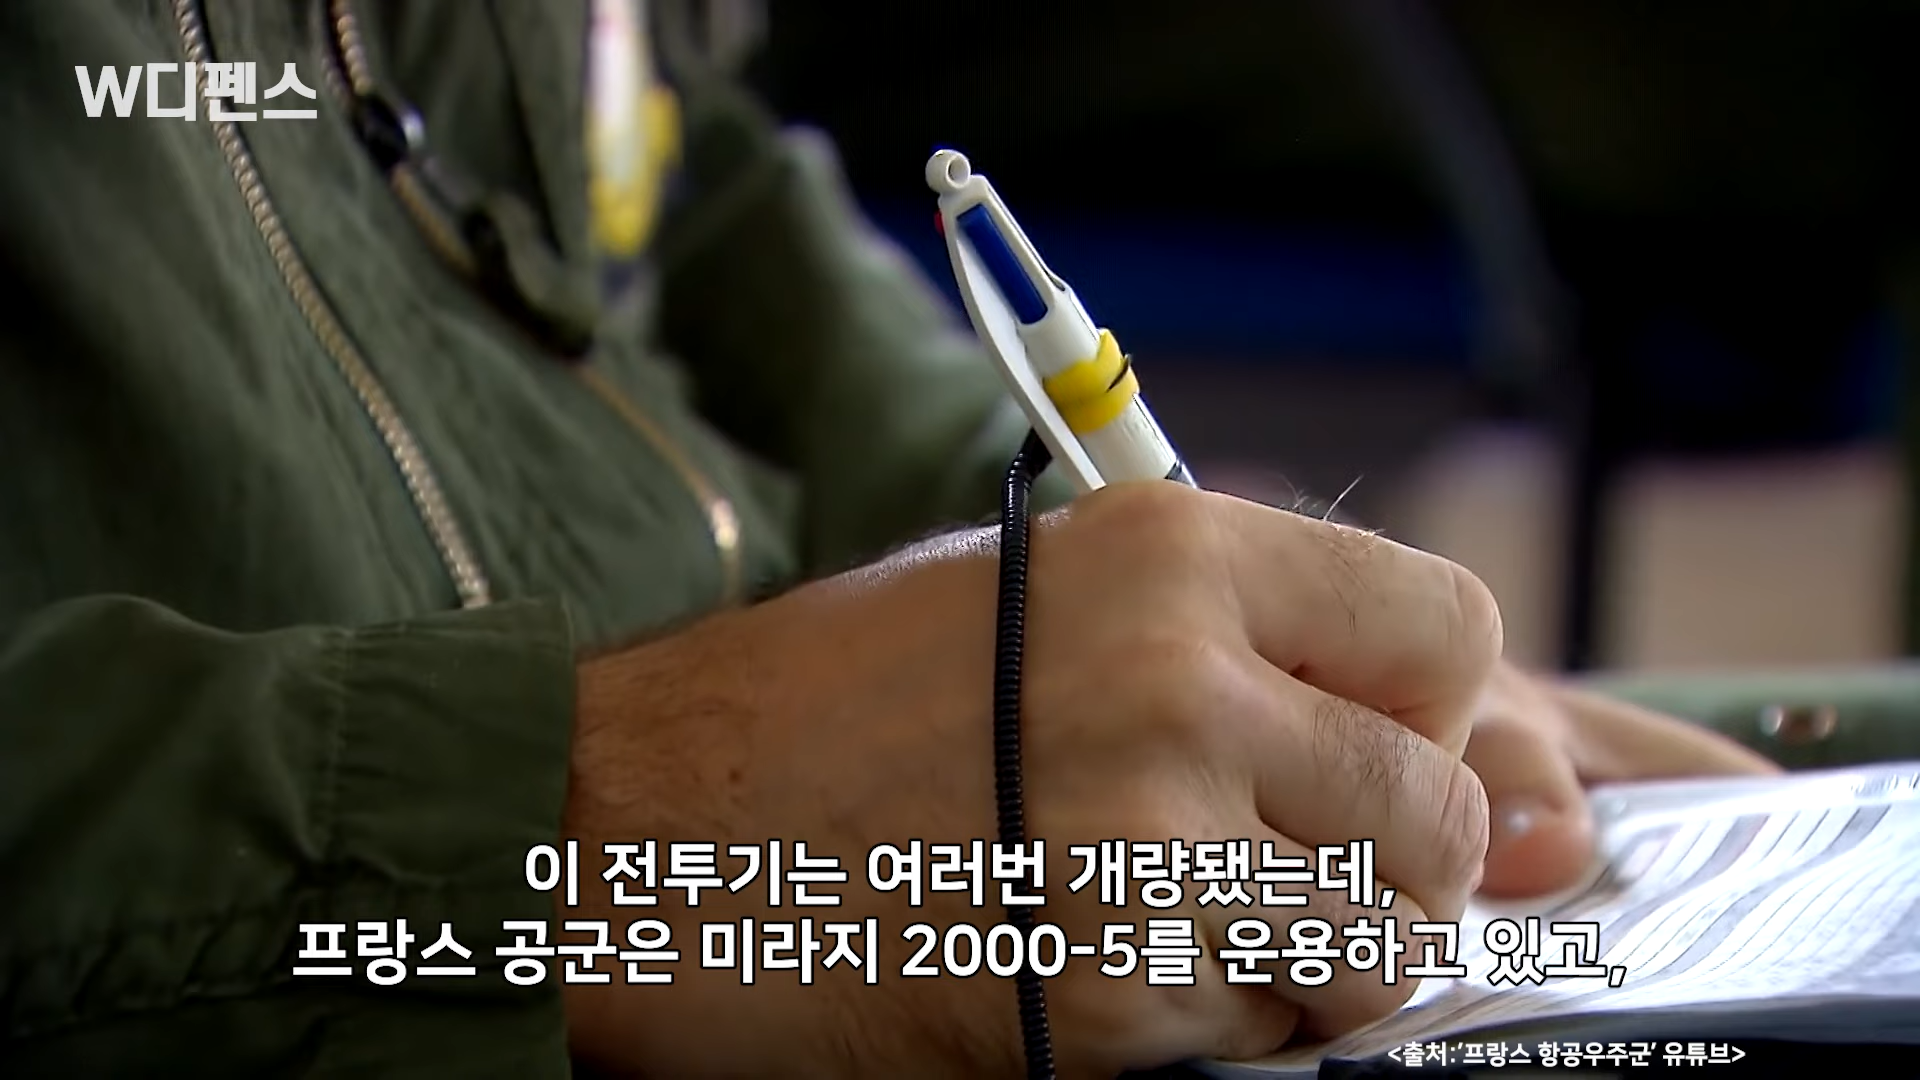 W디펜스
이 전투기는 여러번 개량됐는데,
프랑스 공군은 미라지 2000-5를 운용하고 있고,
<출처:'프랑스 항공우주군' 유튜브>